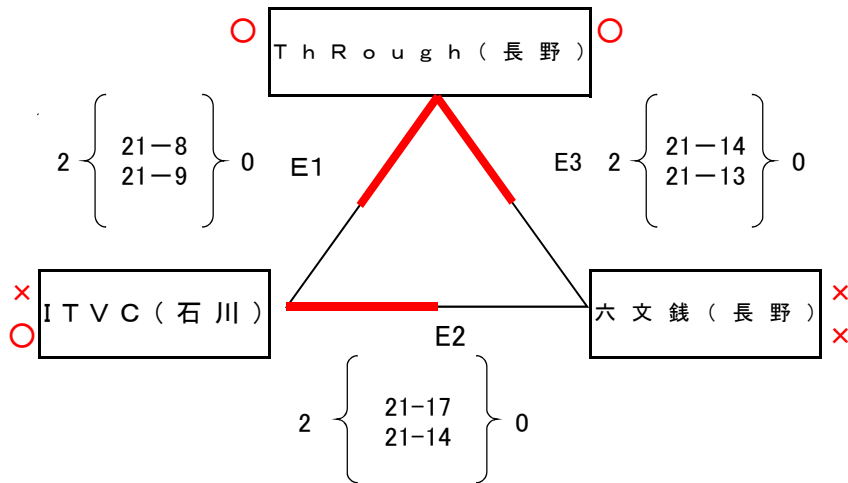 ○ ThRough(長野) ○
2 21－8 0
21－9
E1
E3
2 21－14 0
21－13
×
ITVC(石川)
○
六文銭(長野)
×
×
E2
2 21-17 0
21-14